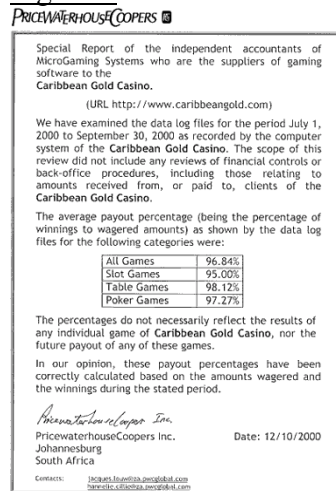 PRICEWATERHOUSECOOPERS
Special Report of the independent accountants of
MicroGaming Systems who are the suppliers of gaming
software to the
Caribbean Gold Casino.
(URL http://www.caribbeangold.com)
We have examined the data log files for the period July 1,
2000 to September 30, 2000 as recorded by the computer
system of the Caribbean Gold Casino. The scope of this
review did not include any reviews of financial controls or
back-office procedures, including those relating to
amounts received from, or paid to, clients of the
Caribbean Gold Casino.
The average payout percentage (being the percentage of
winnings to wagered amounts) as shown by the data log
files for the following categories were:
All Games 96.84%
Slot Games 95.00%
Table Games 98.12%
Poker Games 97.27%
The percentages do not necessarily reflect the results of
any individual game of Caribbean Gold Casino, nor the
future payout of any of these games.
In our opinion, these payout percentages have been
correctly calculated based on the amounts wagered and
the winnings during the stated period.
PricewaterhouseCoopers Inc.
PricewaterhouseCoopers Inc. Date: 12/10/2000
Johannesburg
South Africa
Contacts: jacques.louw@za.pwcglobal.com